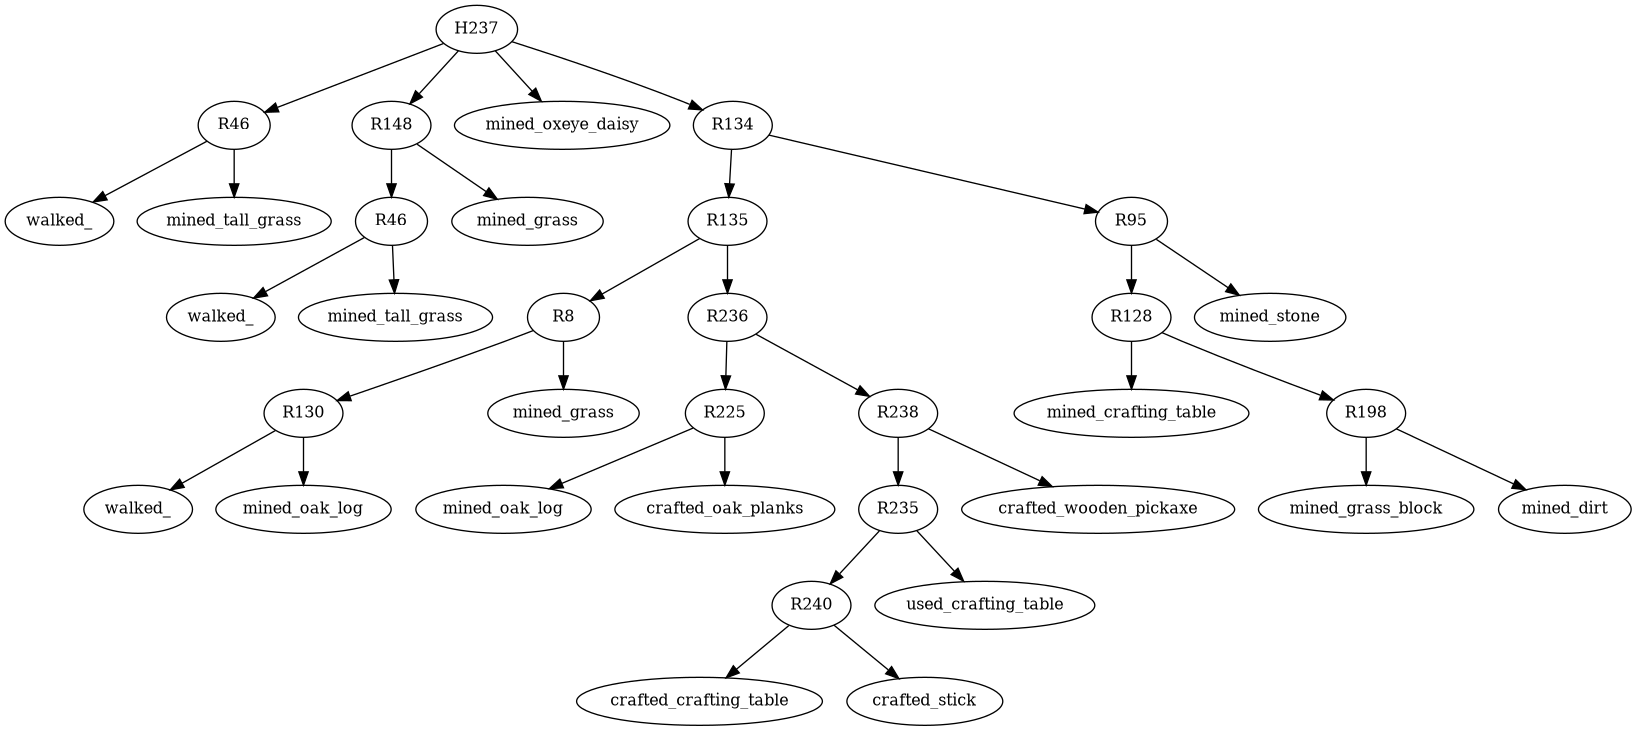 H237
R46
R148
mined_oxeye_daisy
R134
walked_
mined_tall_grass
R46
mined_grass
R135
R95
walked_
mined_tall_grass
R8
R236
R128
mined_stone
R130
mined_grass
R225
R238
mined_crafting_table
R198
walked_
mined_oak_log
mined_oak_log
crafted_oak_planks
R235
crafted_wooden_pickaxe
mined_grass_block
mined_dirt
R240
used_crafting_table
crafted_crafting_table
crafted_stick